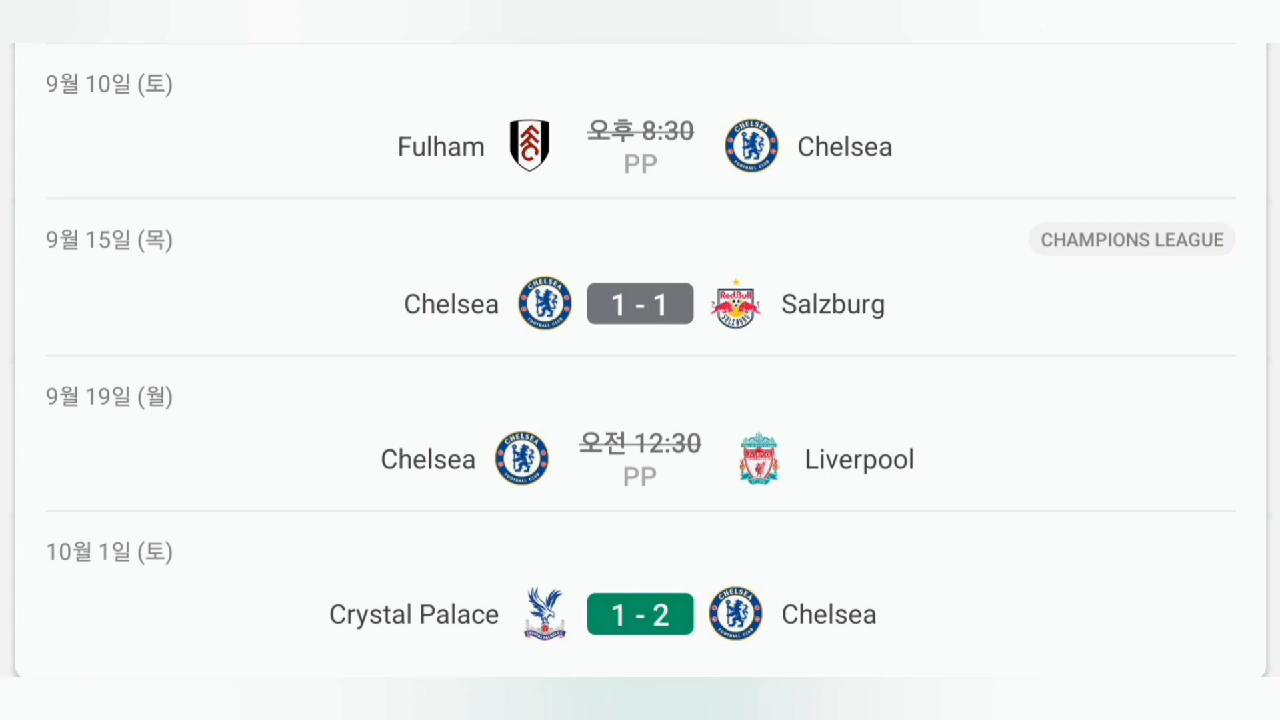 9월 10일 (토)
Fulham 오후 8:30 Chelsea
PP
9월 15일 (목) CHAMPIONS LEAGUE
Chelsea 1 - 1 Salzburg
9월 19일 (월)
Chelsea 오전 12:30 Liverpool
PP
10월 1일 (토)
Crystal Palace 1 - 2 Chelsea